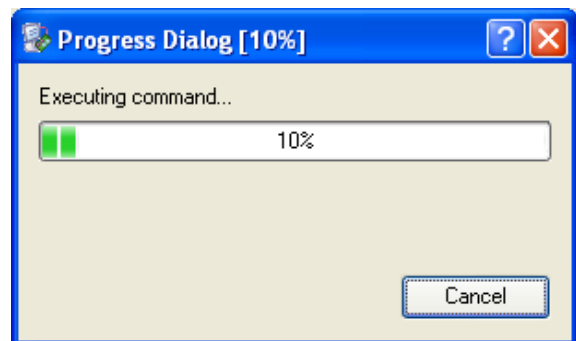 Progress Dialog [10%]
?
Executing command...
10%
Cancel